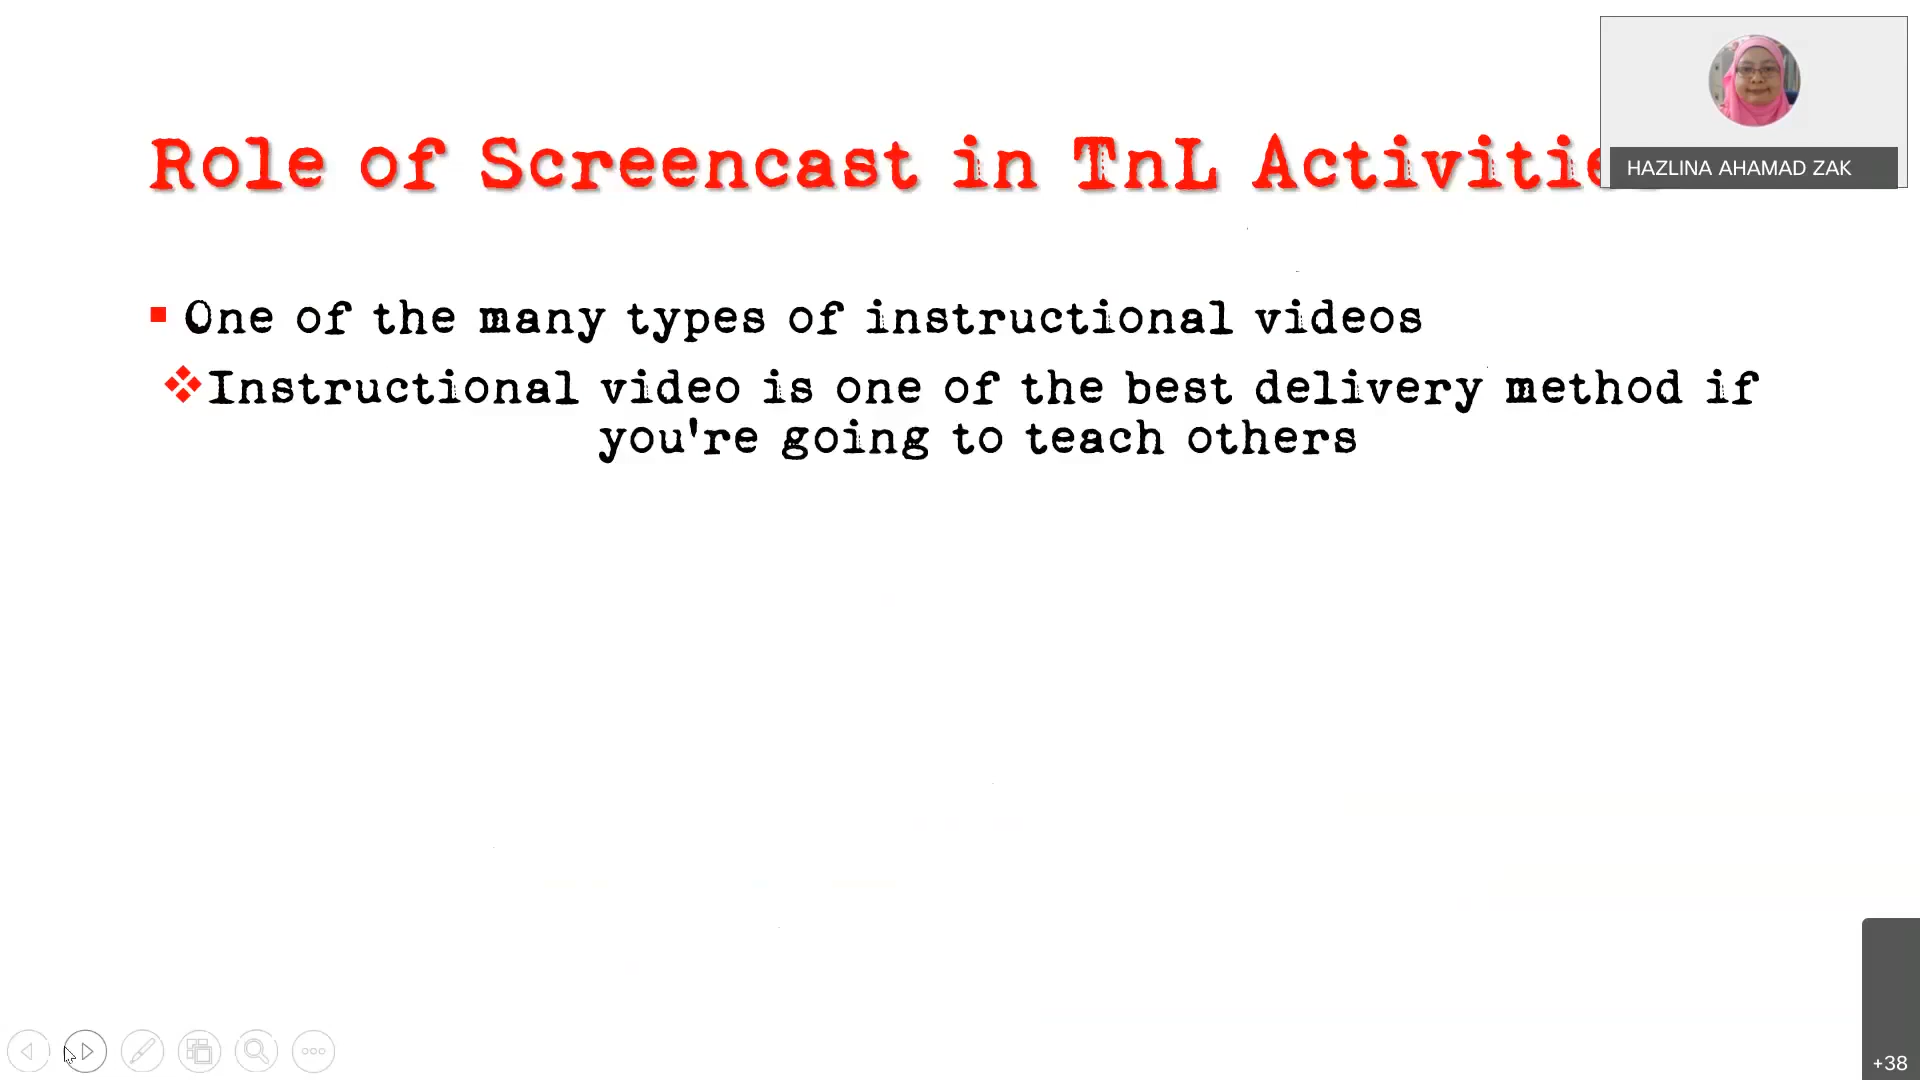 Role of Screencast in TnL Activitie
HAZLINA AHAMAD ZAK
One of the many types of instructional videos
Instructional video is one of the best delivery method if
you're going to teach others
+38